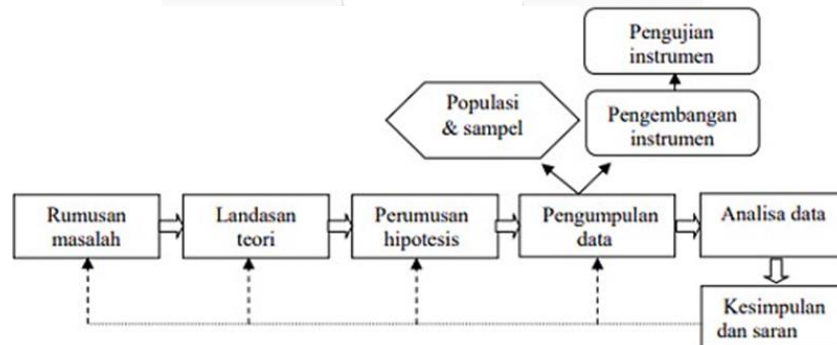 Pengujian
instrumen
Populasi
& sampel
Pengembangan
instrumen
Rumusan
masalah
Landasan
teori
Perumusan
hipotesis
Pengumpulan
data
Analisa data
Kesimpulan
dan saran